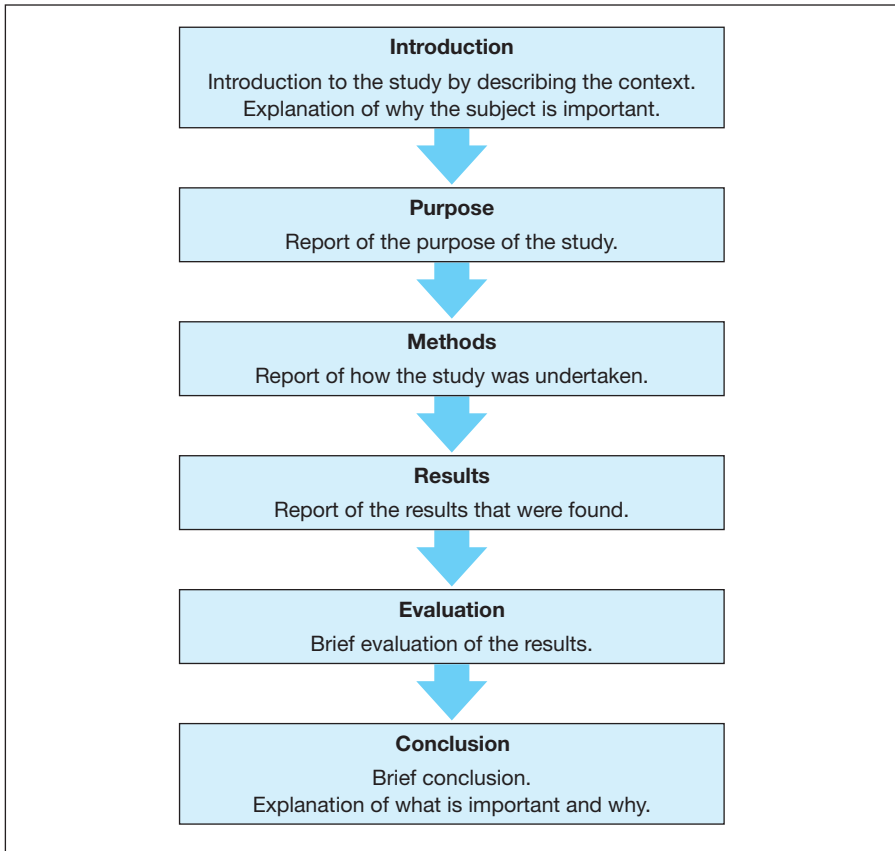 Introduction
Introduction to the study by describing the context.
Explanation of why the subject is important.
Purpose
Report of the purpose of the study.
Methods
Report of how the study was undertaken.
Results
Report of the results that were found.
Evaluation
Brief evaluation of the results.
Conclusion
Brief conclusion.
Explanation of what is important and why.